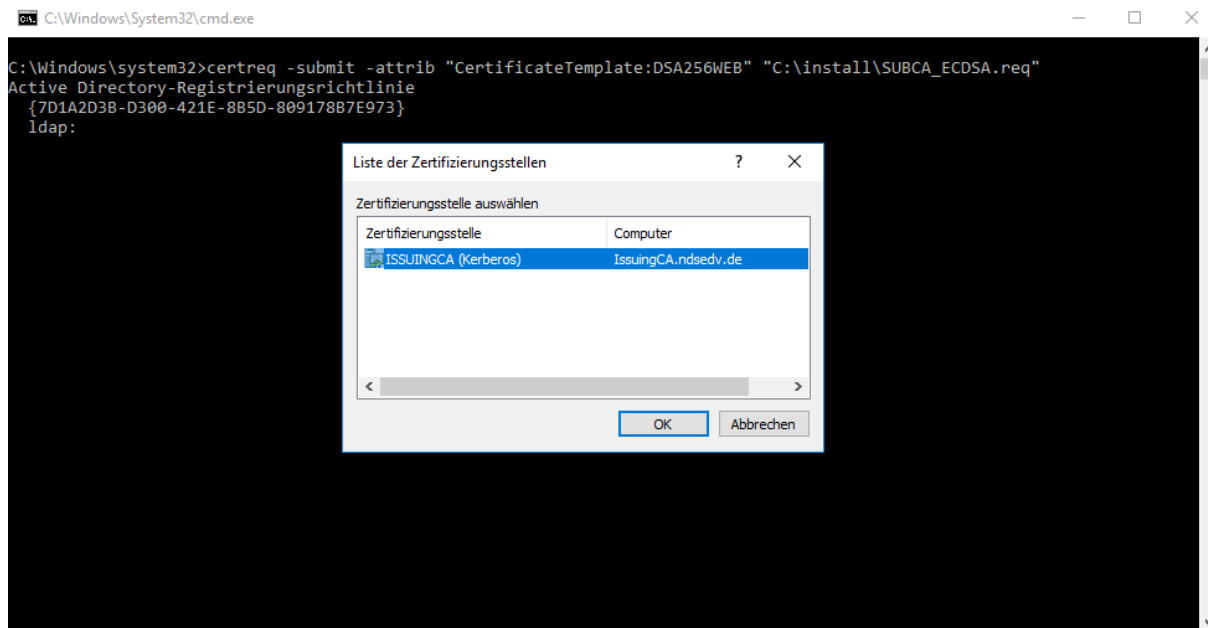 C:\Windows\System32\cmd.exe
C:\Windows\system32>certreq -submit -attrib "CertificateTemplate:DSA256WEB" "C:\install\SUBCA_ECDSA.req"
Active Directory-Registrierungsrichtlinie
{7D1A2D3B-D300-421E-8B5D-809178B7E973}
ldap:
Liste der Zertifizierungsstellen
Zertifizierungsstelle auswählen
Zertifizierungsstelle Computer
ISSUINGCA (Kerberos) IssuingCA.ndsedv.de
OK Abbrechen